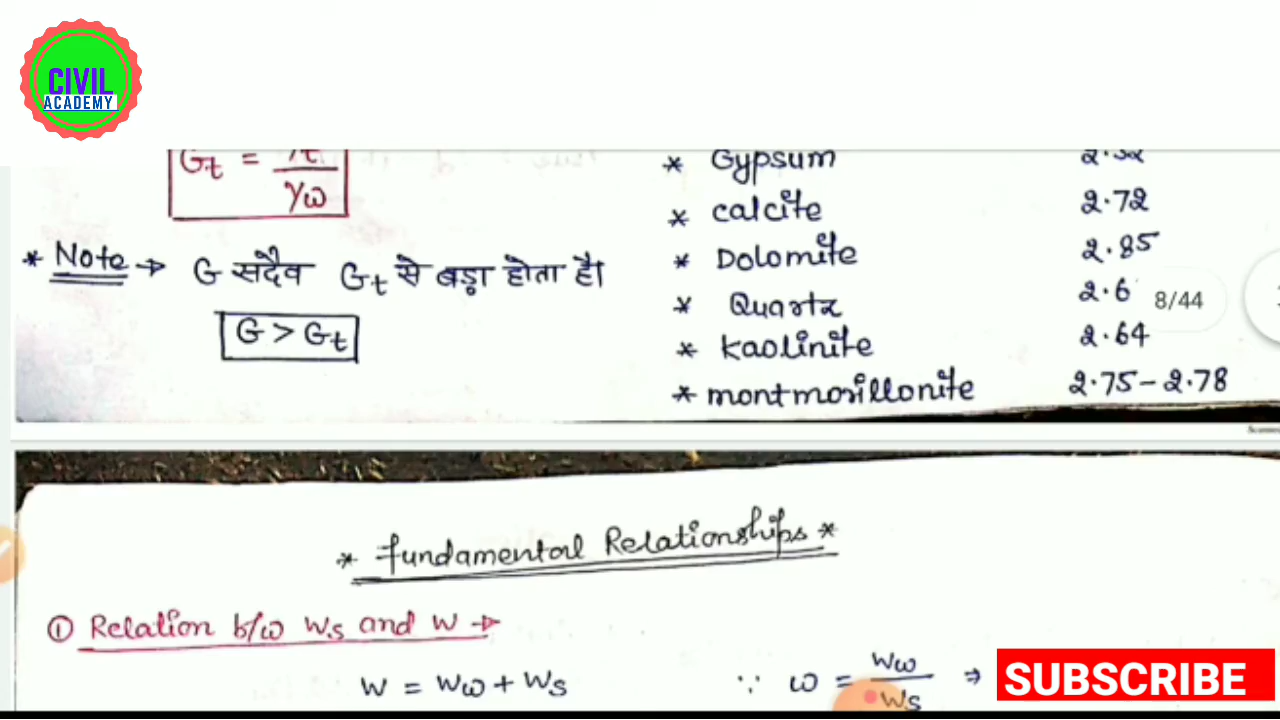 CIVIL
ACADEMY
Gt =
γω
* Note → G सदैव Gt से बड़ा होता है।
G > Gt
* Gypsum 2.32
* calcite 2.72
* Dolomite 2.85
* Quartz 2.6
* Kaolinite 2.64
* montmorillonite 2.75 - 2.78
8/44
* fundamental Relationships *
① Relation b/w Ws and W →
W = Wω + Ws ∵ ω = Wω / Ws ⇒
SUBSCRIBE